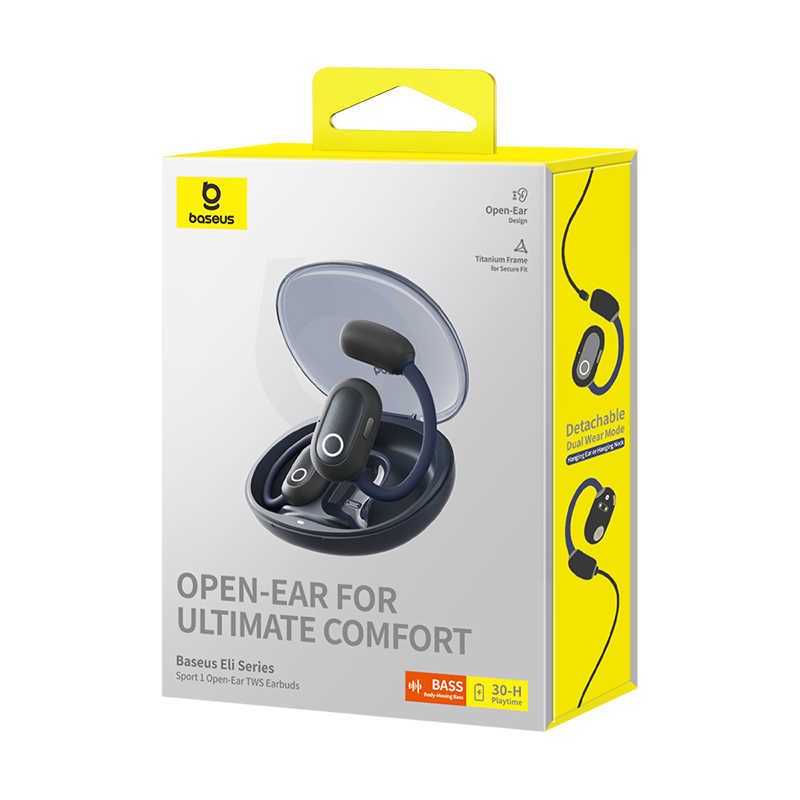 baseus
Open-Ear
Design
Titanium Frame
for Secure Fit
OPEN-EAR FOR
ULTIMATE COMFORT
Baseus Eli Series
Sport 1 Open-Ear TWS Earbuds
BASS
Body-Moving Bass
30-H
Playtime
Detachable
Dual Wear Mode
Hanging Ear or Hanging Neck